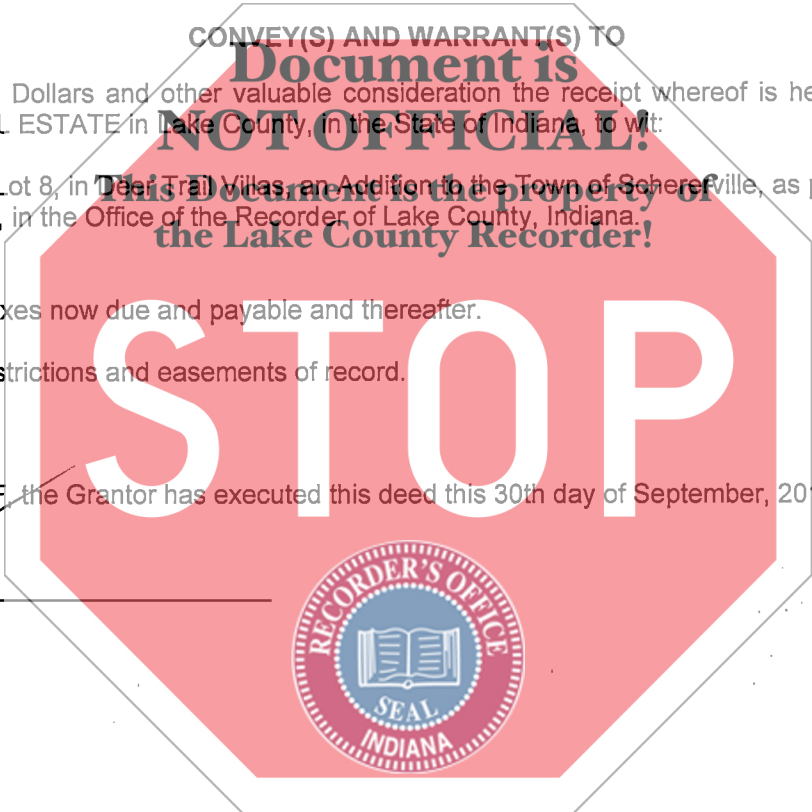 CONVEY(S) AND WARRANT(S) TO
Document is
Dollars and other valuable consideration the receipt whereof is he
NOT OFFICIAL!
ESTATE in Lake County, in the State of Indiana, to wit:
This Document is the property of
ot 8, in Deer Trail Villas, an Addition to the Town of Schererville, as
in the Office of the Recorder of Lake County, Indiana.
the Lake County Recorder!
xes now due and payable and thereafter.
strictions and easements of record.
STOP
the Grantor has executed this deed this 30th day of September, 20
RECORDER'S OFFICE
SEAL
INDIANA